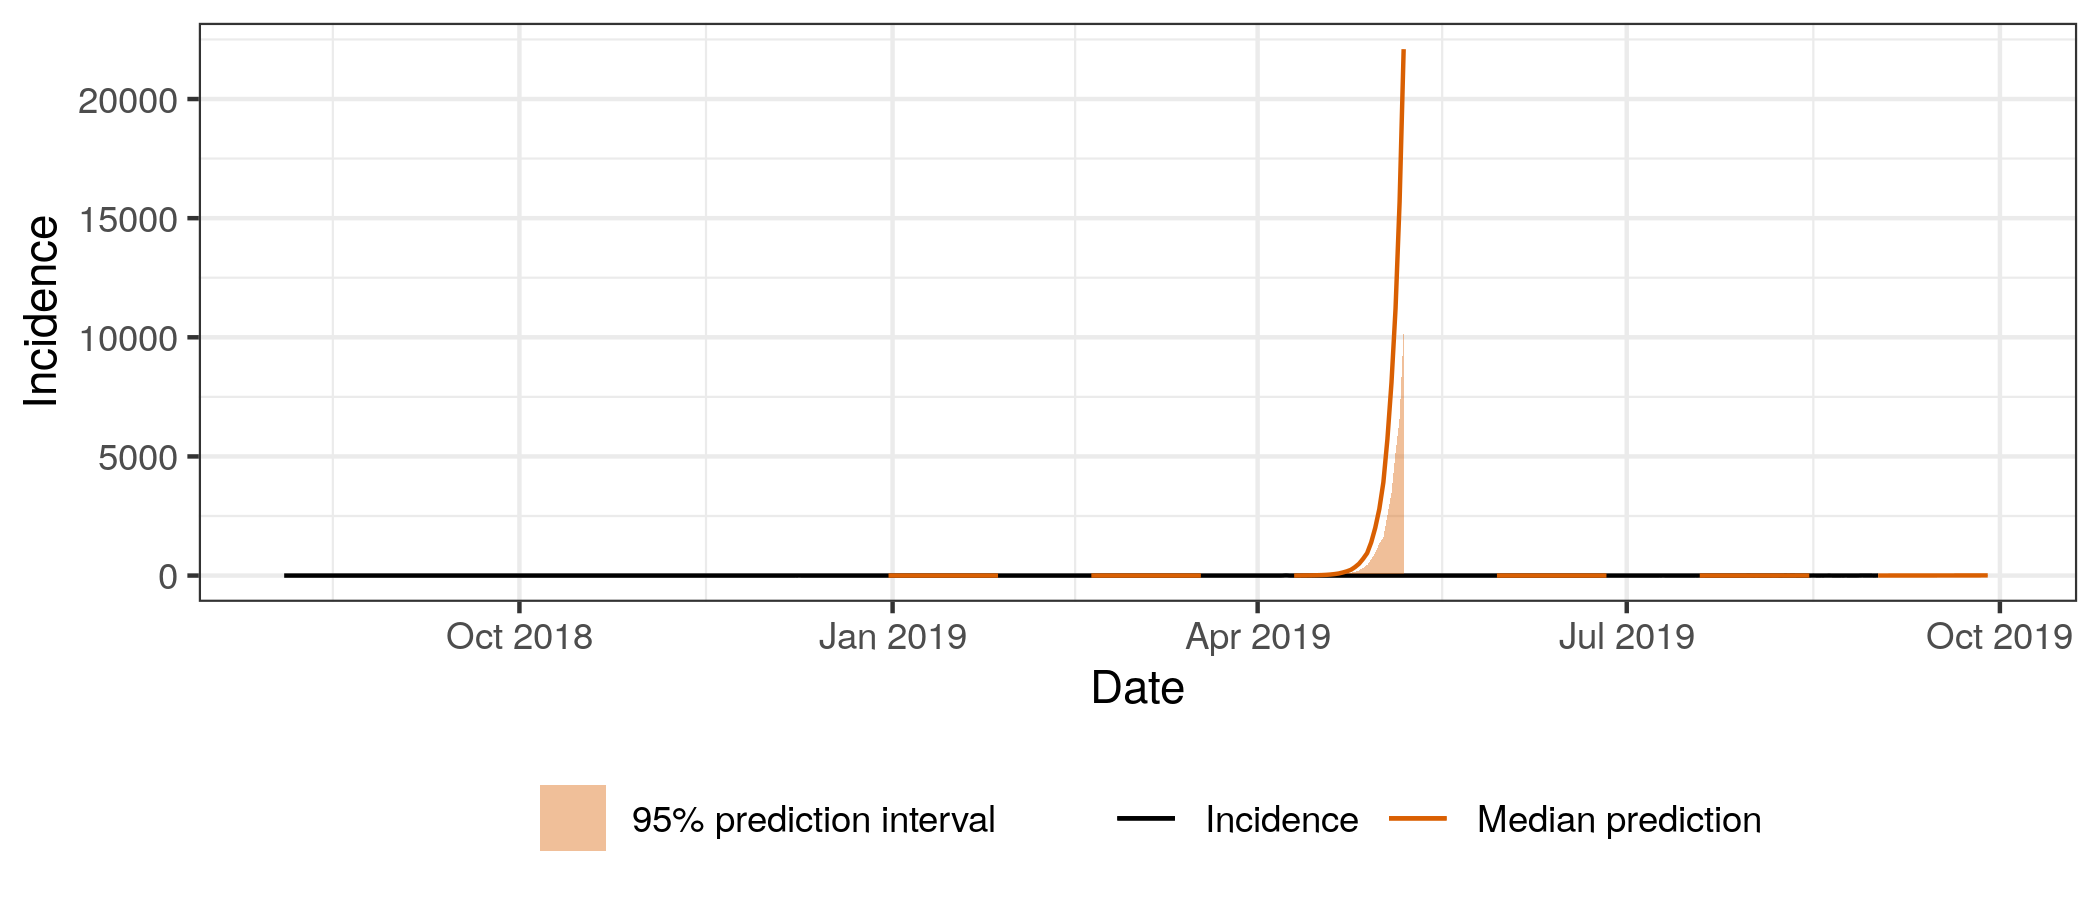 20000
15000
10000
5000
0
Incidence
Oct 2018 Jan 2019 Apr 2019 Jul 2019 Oct 2019
Date
95% prediction interval Incidence Median prediction